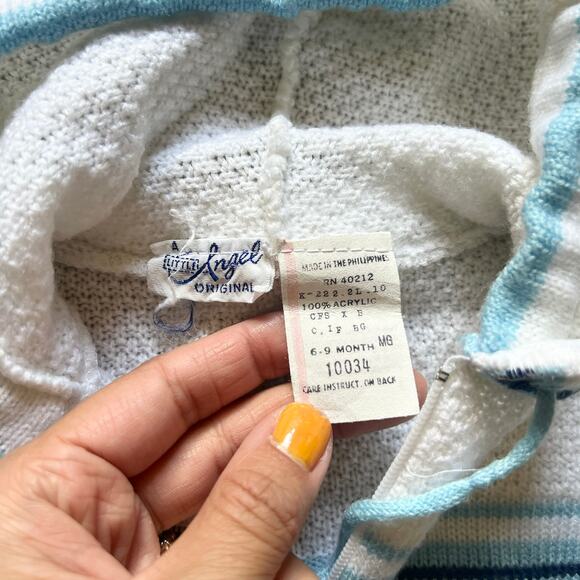 A
LITTLE Angel
ORIGINAL
MADE IN THE PHILIPPINES
RN 40212
K-222.2L.10
100% ACRYLIC
CFS X B
C, IF BG
6-9 MONTH MG
10034
CARE INSTRUCT. ON BACK